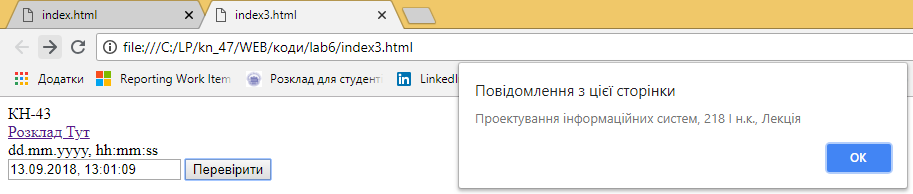 index.html
index3.html
file:///C:/LP/kn_47/WEB/коди/lab6/index3.html
Додатки
Reporting Work Item
Розклад для студент
LinkedI
Повідомлення з цієї сторінки
Проектування інформаційних систем, 218 І н.к., Лекція
OK
КН-43
Розклад Тут
dd.mm.yyyy, hh:mm:ss
13.09.2018, 13:01:09
Перевірити